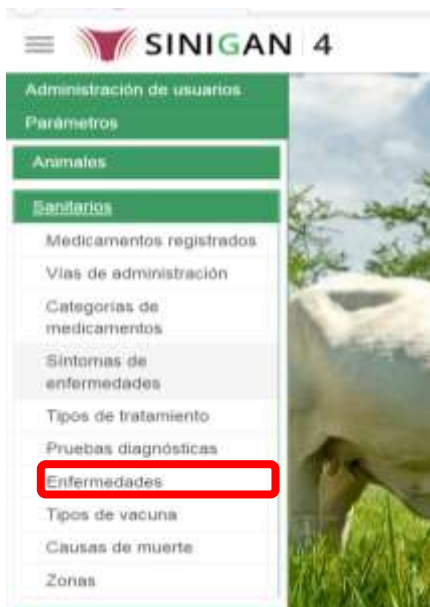 SINIGAN 4
Administración de usuarios
Parámetros
Animales
Sanitarios
Medicamentos registrados
Vías de administración
Categorías de
medicamentos
Síntomas de
enfermedades
Tipos de tratamiento
Pruebas diagnósticas
Enfermedades
Tipos de vacuna
Causas de muerte
Zonas